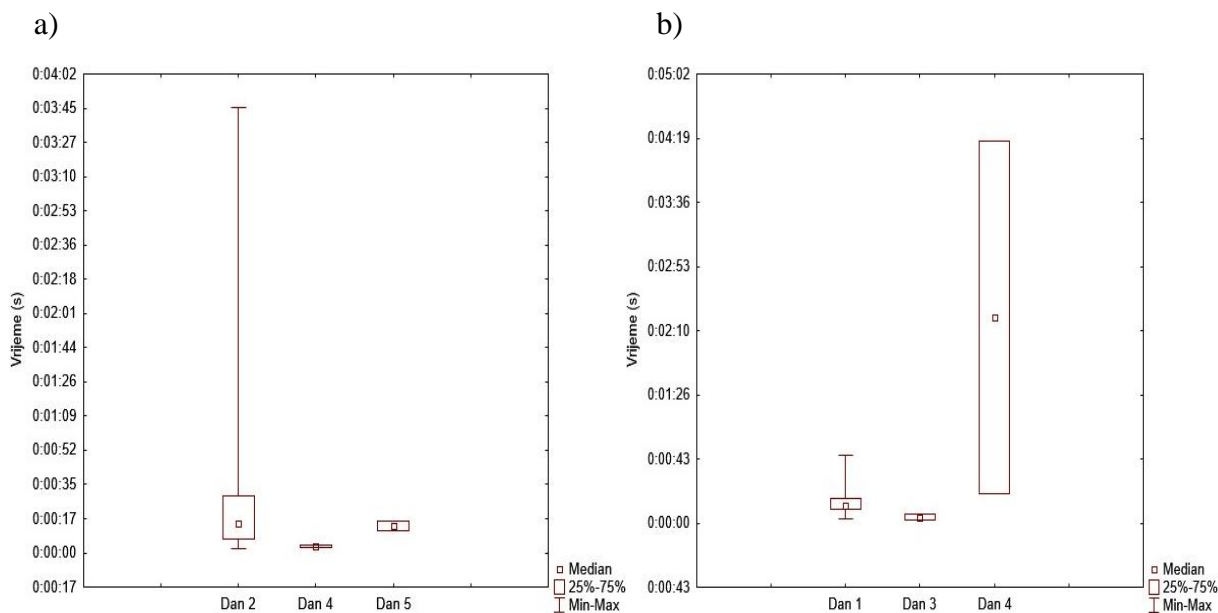 a)
0:04:02
0:03:45
0:03:27
0:03:10
0:02:53
0:02:36
0:02:18
0:02:01
0:01:44
0:01:26
0:01:09
0:00:52
0:00:35
0:00:17
0:00:00
0:00:17
Vrijeme (s)
Dan 2
Dan 4
Dan 5
Median
25%-75%
Min-Max
b)
0:05:02
0:04:19
0:03:36
0:02:53
0:02:10
0:01:26
0:00:43
0:00:00
0:00:43
Vrijeme (s)
Dan 1
Dan 3
Dan 4
Median
25%-75%
Min-Max